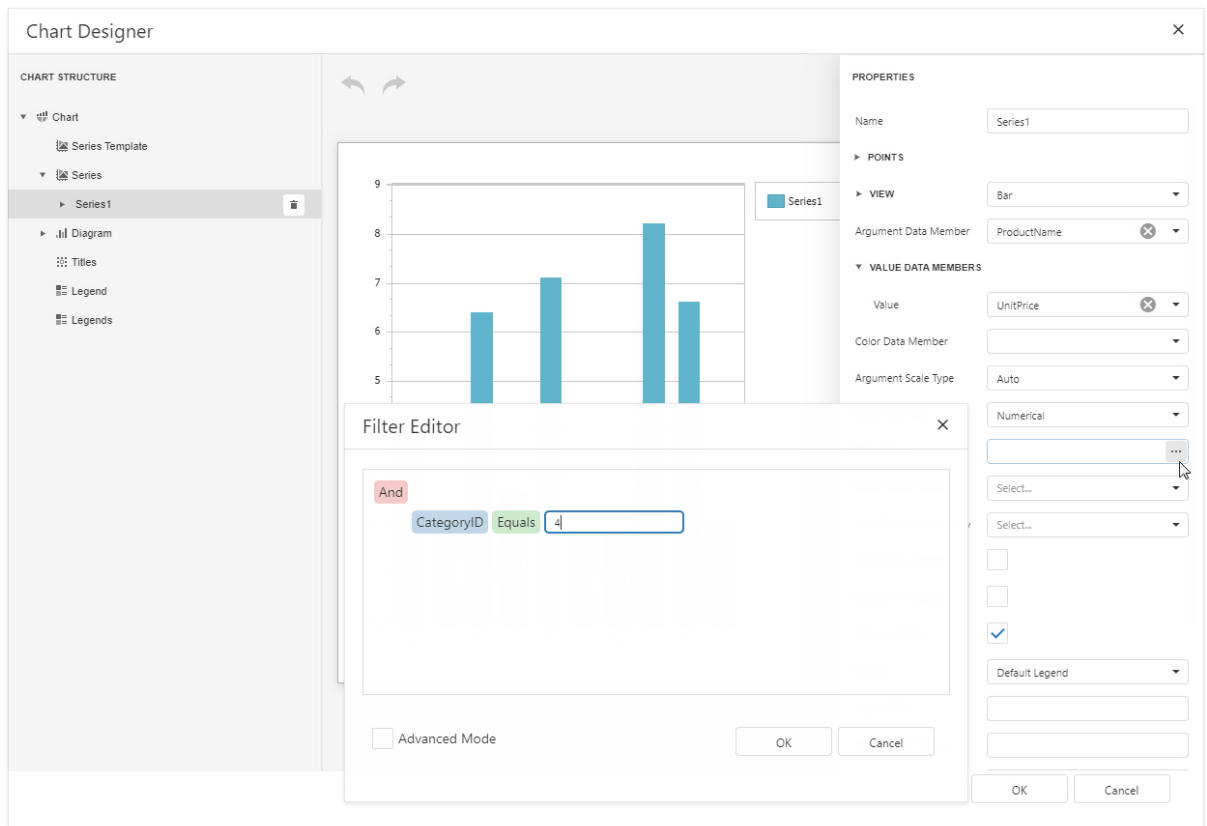 Chart Designer
CHART STRUCTURE
Chart
Series Template
Series
Series1
Diagram
Titles
Legend
Legends
9
8
7
6
5
Series1
PROPERTIES
Name Series1
POINTS
VIEW Bar
Argument Data Member ProductName
VALUE DATA MEMBERS
Value UnitPrice
Color Data Member
Argument Scale Type Auto
Numerical
...
Select...
Select...
Default Legend
Filter Editor
And
CategoryID Equals 4
Advanced Mode
OK Cancel
OK Cancel